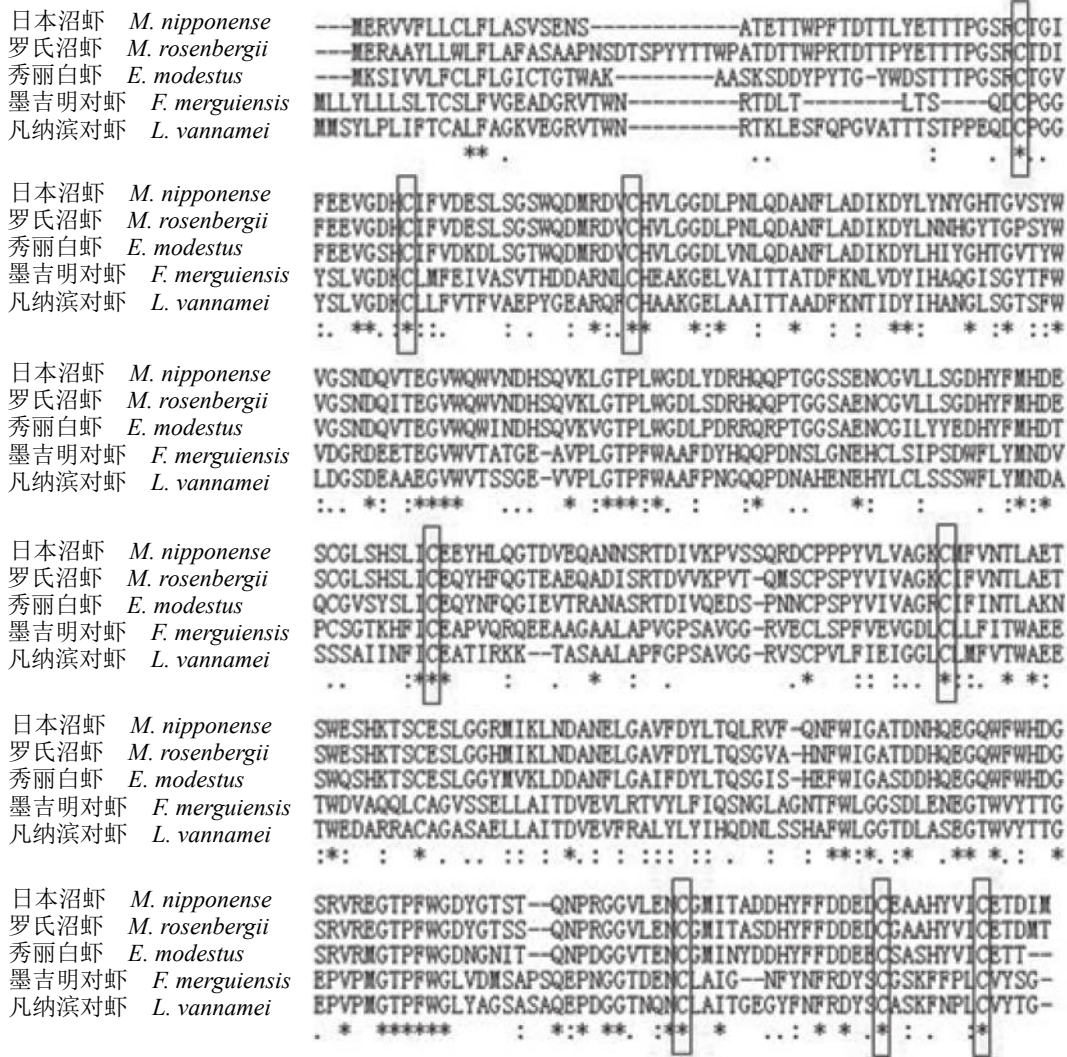 日本沼虾 M. nipponense ---MERVVFLLCLFLASVSENS-----------ATETTWPFTDTTLYETTTPGSRCTGI
罗氏沼虾 M. rosenbergii ---MERAAYLLWLFLAFASAAPNSDTSPYYTTWPATDTTWPRTDTTPYETTTPGSRCTDI
秀丽白虾 E. modestus ---MKSIVVLFCLFLGICTGTWAK---------AASKSDDYPYTG-YWDSTTTPGSRCTGV
墨吉明对虾 F. merguiensis MLLYLLLSLTCSLFVGEADGRVTWN---------RTDLT--------LTS----QDCPGG
凡纳滨对虾 L. vannamei MMSYLPLIFTCALFAGKVEGRVTWN---------RTKLESFQPGVATTTSTPPEQDCPGG
** . .. : . *..
日本沼虾 M. nipponense FEEVGDHCIFVDESLSGSWQDMRDVCHVLGGDLPNLQDANFLADIKDYLYNYGHTGVSYW
罗氏沼虾 M. rosenbergii FEEVGDHCIFVDESLSGSWQDMRDVCHVLGGDLPNLQDANFLADIKDYLNNHGYTGPSYW
秀丽白虾 E. modestus FEEVGSHCIFVDKDLSGTWQDMRDVCHVLGGDLVNLQDANFLADIKDYLHIYGHTGVTYW
墨吉明对虾 F. merguiensis YSLVGDKCLMFEIVASVTHDDARNLCHEAKGELVAITTATDFKNLVDYIHAQGISGYTFW
凡纳滨对虾 L. vannamei YSLVGDKCLLFVTFVAEPYGEARQFCHAAKGELAAITTAADFKNTIDYIHANGLSGTSFW
:. **. :*::. : . : *:. ** *:* : * : : **: * :* ::*
日本沼虾 M. nipponense VGSNDQVTEGVWQWVNDHSQVKLGTPLWGDLYDRHQQPTGGSSENCGVLLSGDHYFMHDE
罗氏沼虾 M. rosenbergii VGSNDQITEGVWQWVNDHSQVKLGTPLWGDLSDRHQQPTGGSAENCGVLLSGDHYFMHDE
秀丽白虾 E. modestus VGSNDQVTEGVWQWINDHSQVKVGTPLWGDLPDRRQRPTGGSAENCGILYYEDHYFMHDT
墨吉明对虾 F. merguiensis VDGRDEETEGVWVTATGE-AVPLGTPFWAAFDYHQQPDNSLGNEHCLSIPSDWFLYMNDV
凡纳滨对虾 L. vannamei LDGSDEAAEGVWVTSSGE-VVPLGTPFWAAFPNGQQPDNAHENEHYLCLSSSWFLYMNDA
:.. *: :**** ... * :***:*. : * .. *: : . :*:*
日本沼虾 M. nipponense SCGLSHSLICEEYHLQGTDVEQANNSRTDIVKPVSSQRDCPPPYVLVAGKCMFVNTLAET
罗氏沼虾 M. rosenbergii SCGLSHSLICEQYHFQGTEAEQADISRTDVVKPVT-QMSCPSPYVIVAGKCIFVNTLAET
秀丽白虾 E. modestus QCGVSYSLICEQYNFQGIEVTRANASRTDIVQEDS-PNNCPSPYVIVAGRCIFINTLAKN
墨吉明对虾 F. merguiensis PCSGTKHFICEAPVQRQEEAAGAALAPVGPSAVGG-RVECLSPFVEVGDLCLLFITWAEE
凡纳滨对虾 L. vannamei SSSAIINFICEATIRKK--TASAALAPFGPSAVGG-RVSCPVLFIEIGGLCLMFVTWAEE
.. :*** : . * : . .* :: :.. *::. * *:
日本沼虾 M. nipponense SWESHKTSCESLGGRMIKLNDANELGAVFDYLTQLRVF-QNFWIGATDNHQEGQWFWHDG
罗氏沼虾 M. rosenbergii SWESHKTSCESLGGHMIKLNDANELGAVFDYLTQSGVA-HNFWIGATDDHQEGQWFWHDG
秀丽白虾 E. modestus SWQSHKTSCESLGGYMVKLDDANFLGAIFDYLTQSGIS-HEFWIGASDDHQEGQWFWHDG
墨吉明对虾 F. merguiensis TWDVAQQLCAGVSSELLAITDVEVLRTVYLFIQSNGLAGNTFWLGGSDLENEGTWVYTTG
凡纳滨对虾 L. vannamei TWEDARRACAGASAELLAITDVEVFRALYLYIHQDNLSSHAFWLGGTDLASEGTWVYTTG
:*: : * . .. :: : *.: : ::: :: . : **:*.:* .** *.: *
日本沼虾 M. nipponense SRVREGTPFWGDYGTST--QNPRGGVLENCGMITADDHYFFDDEDCEAAHYVICETDIM
罗氏沼虾 M. rosenbergii SRVREGTPFWGDYGTSS--QNPRGGVLENCGMITASDHYFFDDEDCGAAHYVICETDMT
秀丽白虾 E. modestus SRVRMGTPFWGDNGNIT--QNPDGGVTENCGMINYDDHYFFDDEECSASHYVICETT--
墨吉明对虾 F. merguiensis EPVPMGTPFWGLVDMSAPSQEPNGGTDENCLAIG--NFYNFRDYSCGSKFFPLCVYSG-
凡纳滨对虾 L. vannamei EPVPMGTPFWGLYAGSASAQEPDGGTNQNCLAITGEGYFNFRDYSCASKFNPLCVYTG-
. * ****** : *:* **. :** * ..: * * .* : . :*